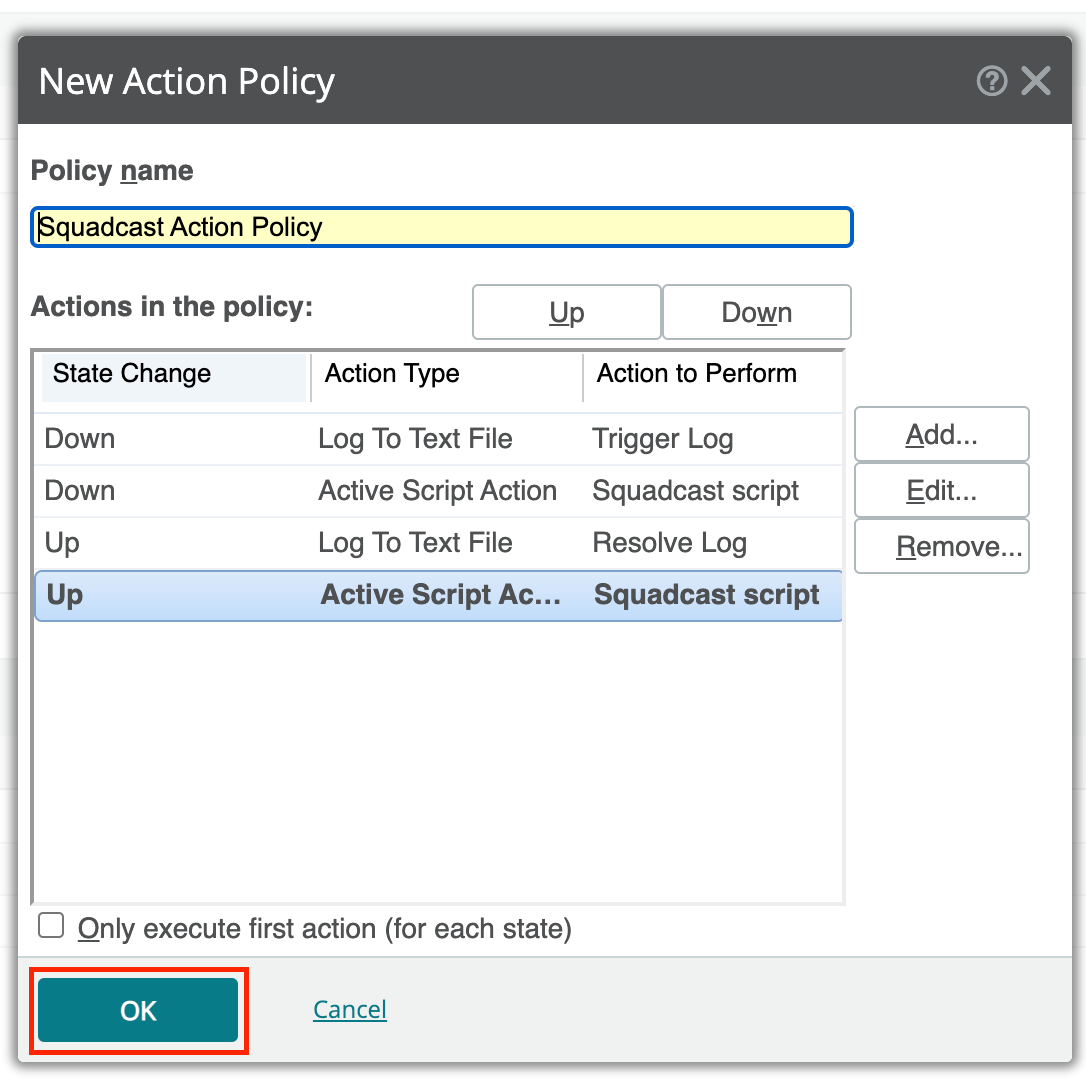 New Action Policy
Policy name
Squadcast Action Policy
Actions in the policy: Up Down
State Change Action Type Action to Perform
Down Log To Text File Trigger Log
Down Active Script Action Squadcast script
Up Log To Text File Resolve Log
Up Active Script Ac... Squadcast script
Add...
Edit...
Remove...
Only execute first action (for each state)
OK Cancel